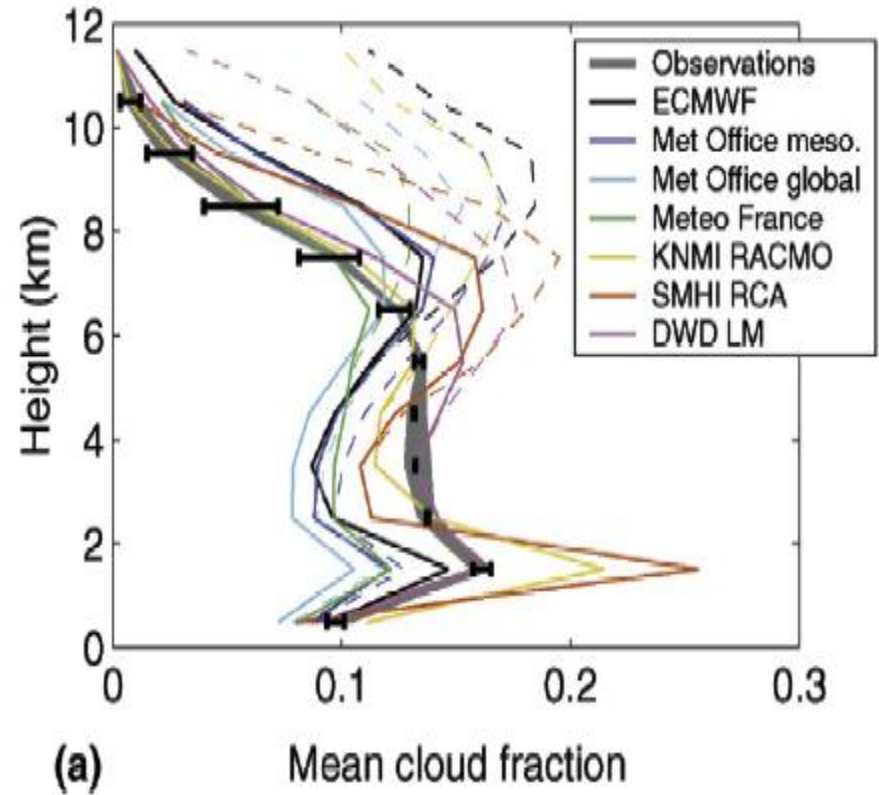 12
10
8
6
4
2
0
Height (km)
Observations
ECMWF
Met Office meso.
Met Office global
Meteo France
KNMI RACMO
SMHI RCA
DWD LM
0 0.1 0.2 0.3
(a) Mean cloud fraction